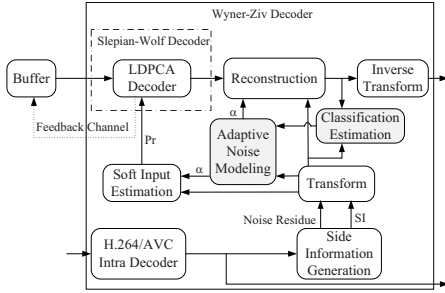 Wyner-Ziv Decoder
Slepian-Wolf Decoder
Buffer
LDPCA
Decoder
Reconstruction
Inverse
Transform
Feedback Channel
Pr
α
Adaptive
Noise
Modeling
Classification
Estimation
α
Soft Input
Estimation
Transform
Noise Residue
SI
H.264/AVC
Intra Decoder
Side
Information
Generation